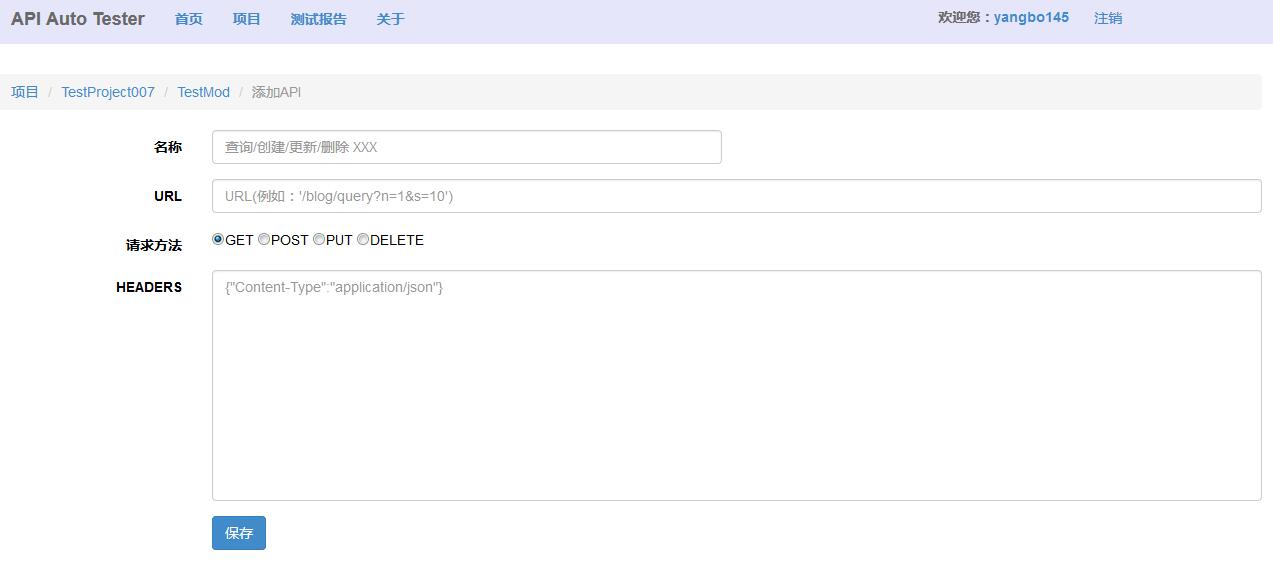 API Auto Tester 首页 项目 测试报告 关于 欢迎您：yangbo145 注销
项目 / TestProject007 / TestMod / 添加API
名称 查询/创建/更新/删除 XXX
URL URL(例如：'/blog/query?n=1&s=10')
请求方法 GET POST PUT DELETE
HEADERS {"Content-Type":"application/json"}
保存